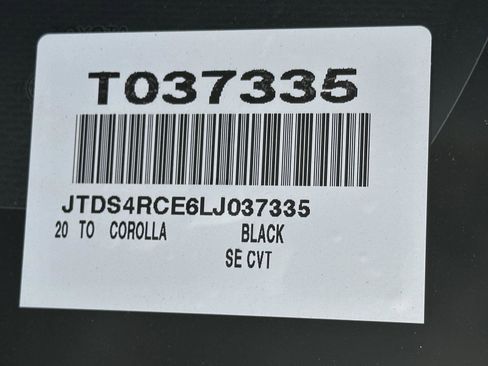 T037335
JTDS4RCE6LJ037335
20 TO COROLLA BLACK
SE CVT